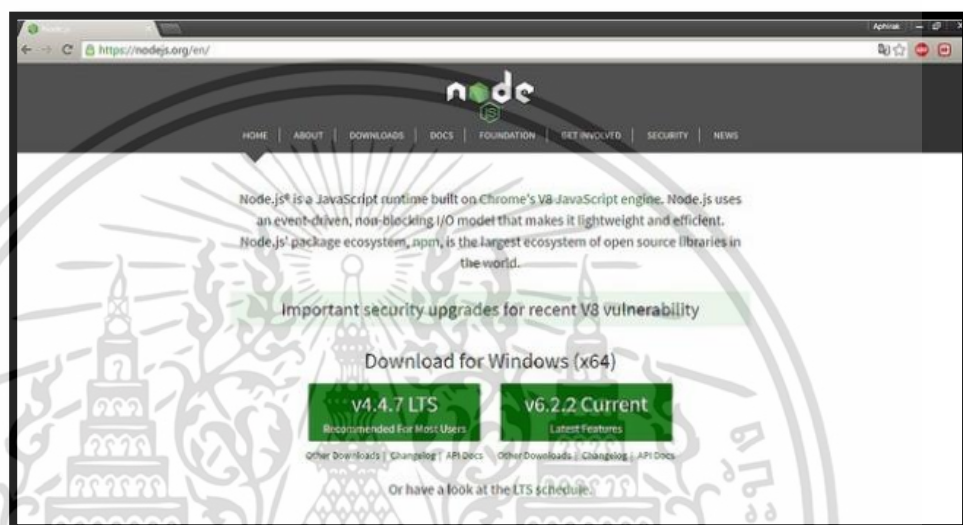 Node.js
Aphirak
https://nodejs.org/en/
node
JS
HOME | ABOUT | DOWNLOADS | DOCS | FOUNDATION | GET INVOLVED | SECURITY | NEWS
Node.js® is a JavaScript runtime built on Chrome's V8 JavaScript engine. Node.js uses
an event-driven, non-blocking I/O model that makes it lightweight and efficient.
Node.js' package ecosystem, npm, is the largest ecosystem of open source libraries in
the world.
Important security upgrades for recent V8 vulnerability
Download for Windows (x64)
v4.4.7 LTS
Recommended For Most Users
v6.2.2 Current
Latest Features
Other Downloads | Changelog | API Docs
Other Downloads | Changelog | API Docs
Or have a look at the LTS schedule.